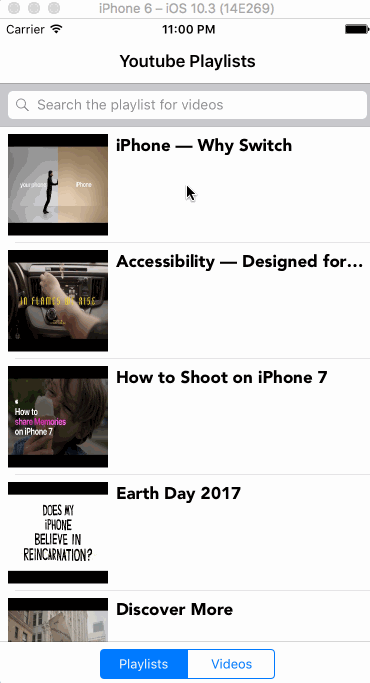 iPhone 6 – iOS 10.3 (14E269)
Carrier 11:00 PM
Youtube Playlists
Search the playlist for videos
iPhone — Why Switch
your phone iPhone
Accessibility — Designed for…
IN FLAMES WE RISE
How to Shoot on iPhone 7
How to
share Memories
on iPhone 7
Earth Day 2017
DOES MY
iPHONE
BELIEVE IN
REINCARNATION?
Discover More
Playlists Videos